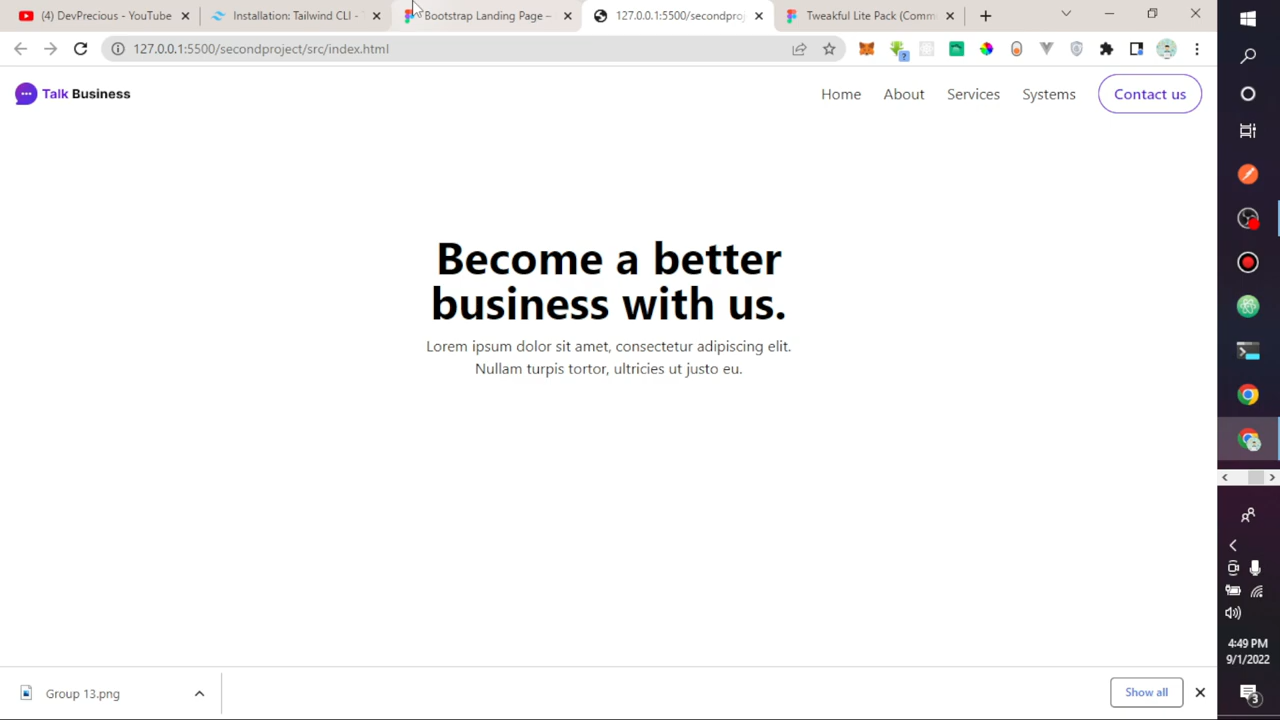 (4) DevPrecious - YouTube
Installation: Tailwind CLI -
Bootstrap Landing Page –
127.0.0.1:5500/secondproj
Tweakful Lite Pack (Comm
127.0.0.1:5500/secondproject/src/index.html
Talk Business
Home
About
Services
Systems
Contact us
Become a better
business with us.
Lorem ipsum dolor sit amet, consectetur adipiscing elit.
Nullam turpis tortor, ultricies ut justo eu.
4:49 PM
9/1/2022
3
Group 13.png
Show all